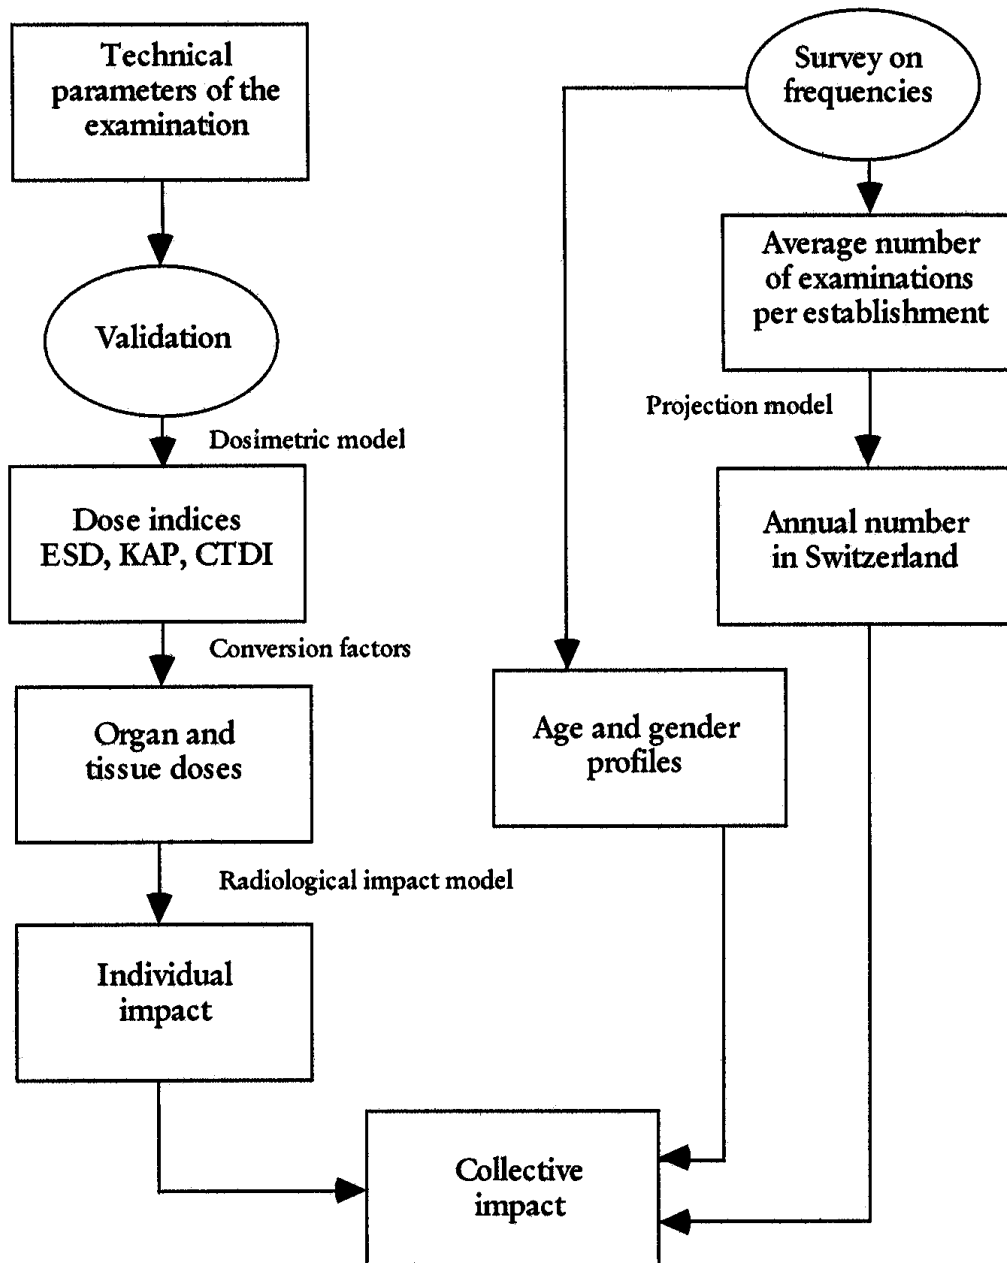 Technical
parameters of the
examination
Validation
Dosimetric model
Dose indices
ESD, KAP, CTDI
Conversion factors
Organ and
tissue doses
Radiological impact model
Individual
impact
Survey on
frequencies
Average number
of examinations
per establishment
Projection model
Annual number
in Switzerland
Age and gender
profiles
Collective
impact